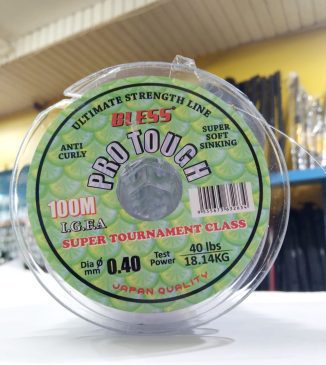 ULTIMATE STRENGTH LINE
BLESS
ANTI
CURLY
SUPER
SOFT
SINKING
PRO TOUGH
100M
I.G.F.A
SUPER TOURNAMENT CLASS
Dia Ø
mm
0.40
Test
Power
40 lbs
18.14KG
JAPAN QUALITY